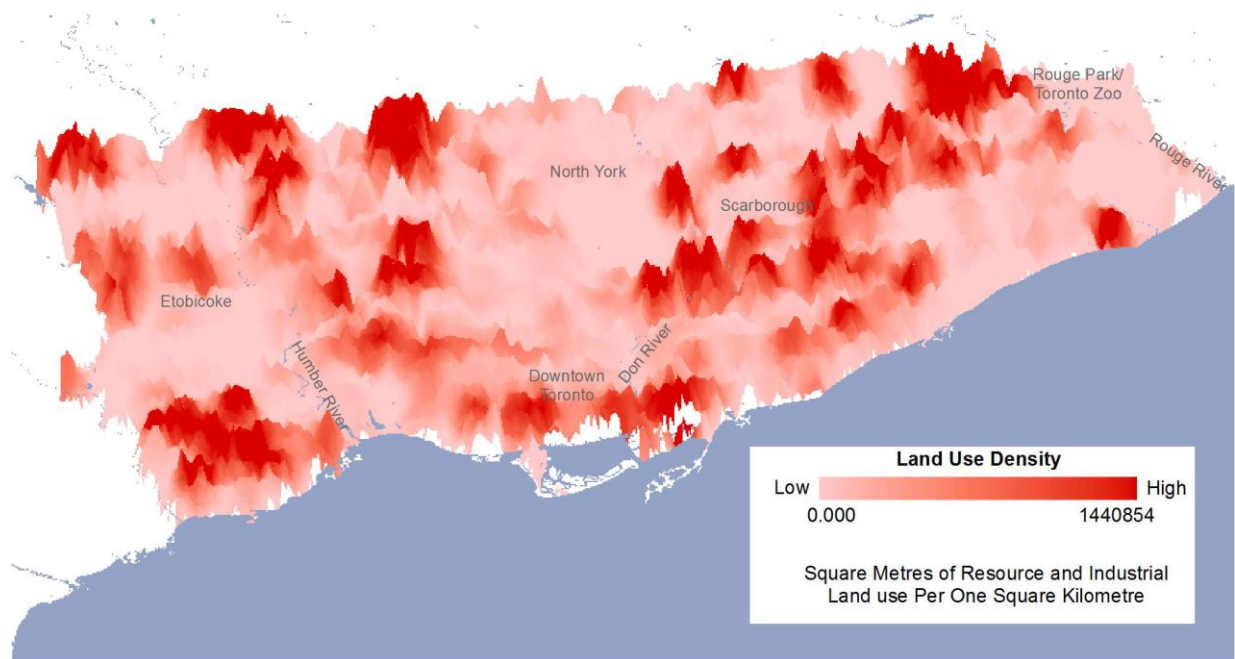 Rouge Park/
Toronto Zoo
Rouge River
North York
Scarborough
Etobicoke
Humber River
Don River
Downtown
Toronto
Land Use Density
Low High
0.000 1440854
Square Metres of Resource and Industrial
Land use Per One Square Kilometre